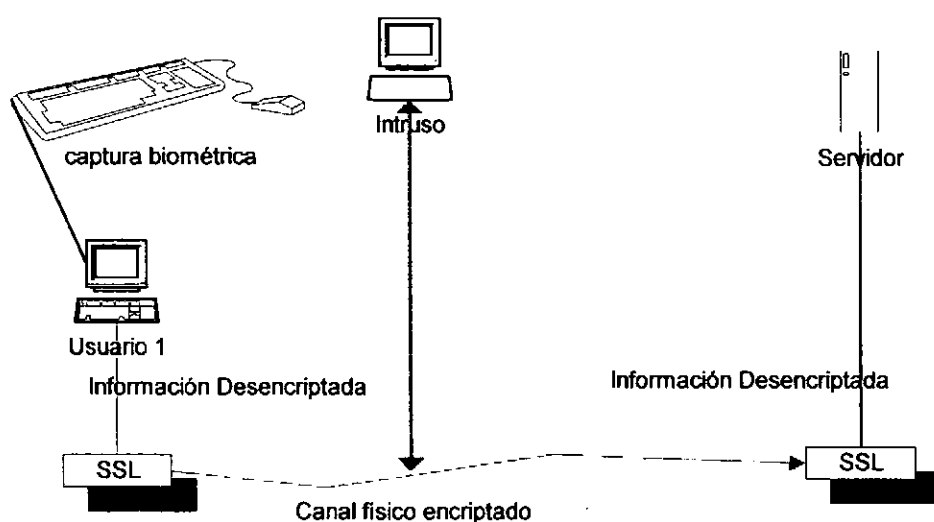 captura biométrica
Intruso
Servidor
Usuario 1
Información Desencriptada
Información Desencriptada
SSL
SSL
Canal físico encriptado